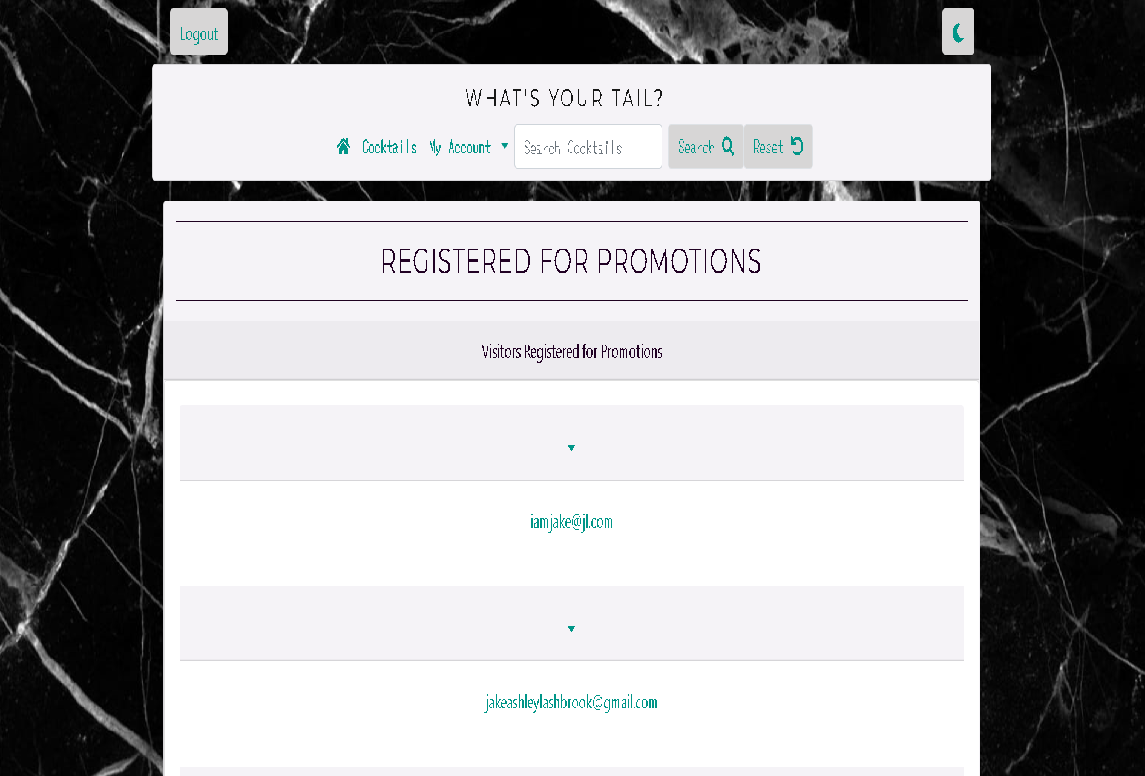 Logout
WHAT'S YOUR TAIL?
Cocktails My Account Search Cocktails Search Reset
REGISTERED FOR PROMOTIONS
Visitors Registered for Promotions
iamjake@jl.com
jakeashleylashbrook@gmail.com